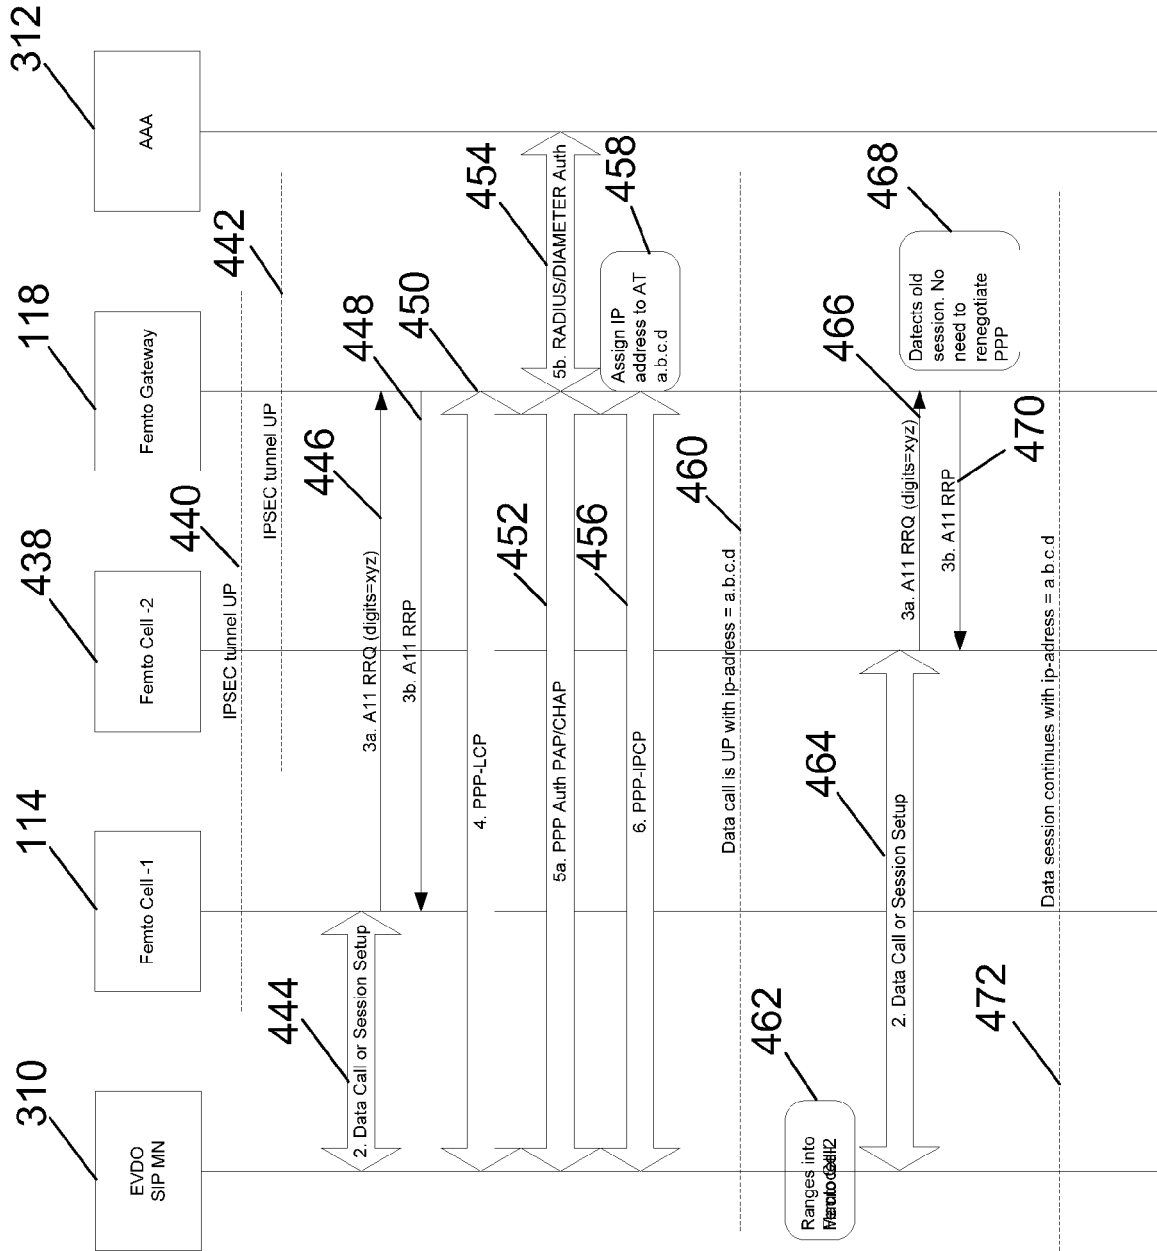 310
EVDO
SIP MN
114
Femto Cell -1
438
Femto Cell -2
118
Femto Gateway
312
AAA
440
IPSEC tunnel UP
442
IPSEC tunnel UP
444
2. Data Call or Session Setup
446
3a. A11 RRQ (digits=xyz)
448
3b. A11 RRP
450
4. PPP-LCP
452
5a. PPP Auth PAP/CHAP
454
5b. RADIUS/DIAMETER Auth
456
6. PPP-IPCP
458
Assign IP
address to AT
a.b.c.d
460
Data call is UP with ip-adress = a.b.c.d
462
Ranges into
464
2. Data Call or Session Setup
466
3a. A11 RRQ (digits=xyz)
468
Datects old
session. No
need to
renegotiate
PPP
470
3b. A11 RRP
472
Data session continues with ip-adress = a.b.c.d